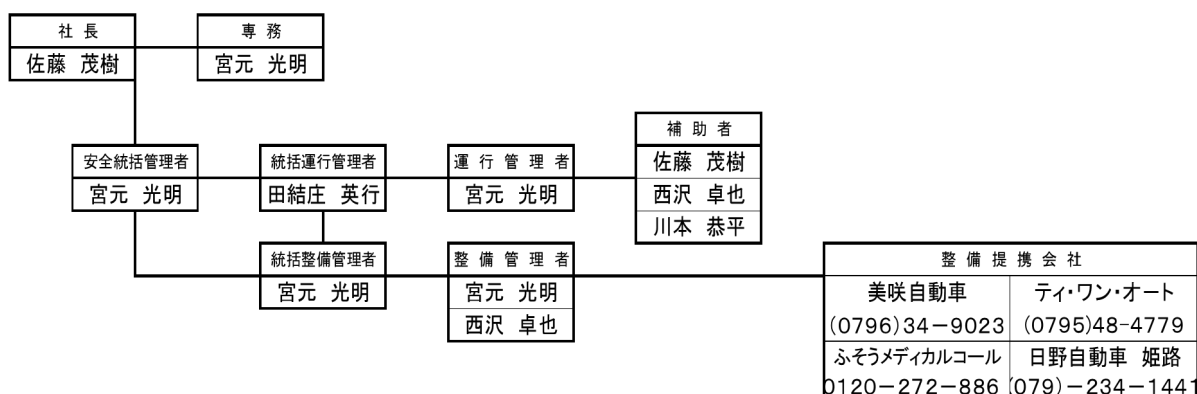 社長
佐藤 茂樹
専務
宮元 光明
補助者
佐藤 茂樹
西沢 卓也
川本 恭平
安全統括管理者
宮元 光明
統括運行管理者
田結庄 英行
運行管理者
宮元 光明
統括整備管理者
宮元 光明
整備管理者
宮元 光明
西沢 卓也
整備提携会社
美咲自動車
(0796)34-9023
ティ・ワン・オート
(0795)48-4779
ふそうメディカルコール
0120-272-886
日野自動車 姫路
(079)-234-1441